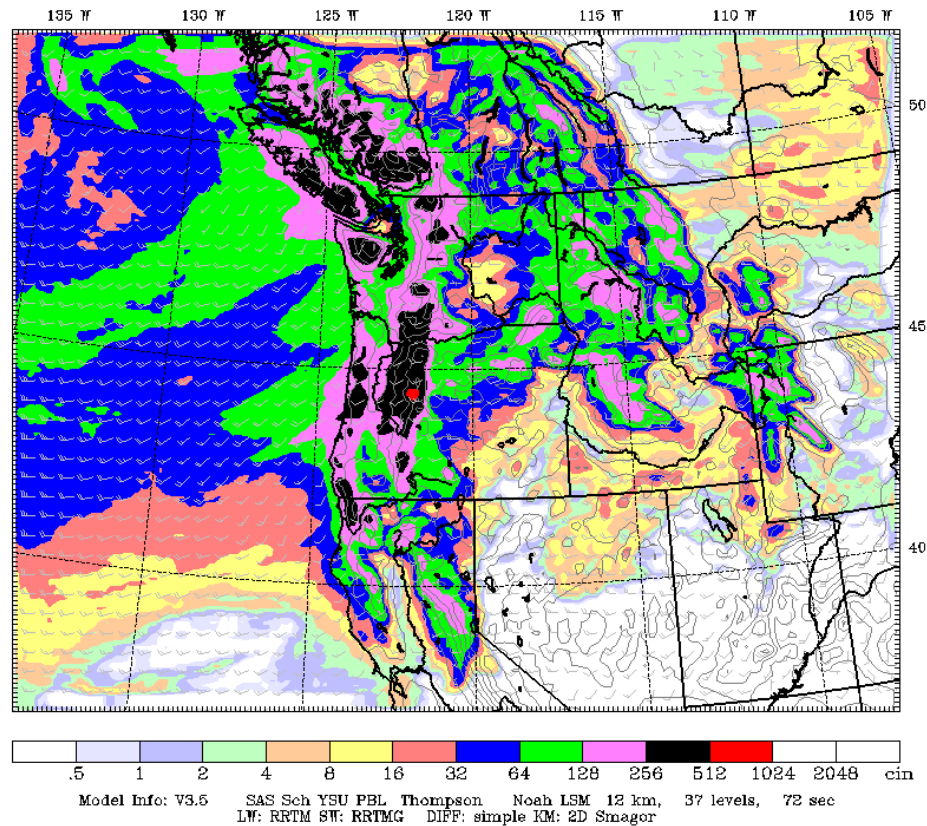 135 W 130 W 125 W 120 W 115 W 110 W 105 W
50
45
40
.5 1 2 4 8 16 32 64 128 256 512 1024 2048 cin
Model Info: V3.5 SAS Sch YSU PBL Thompson Noah LSM 12 km, 37 levels, 72 sec
LW: RRTM SW: RRTMG DIFF: simple KM: 2D Smagor